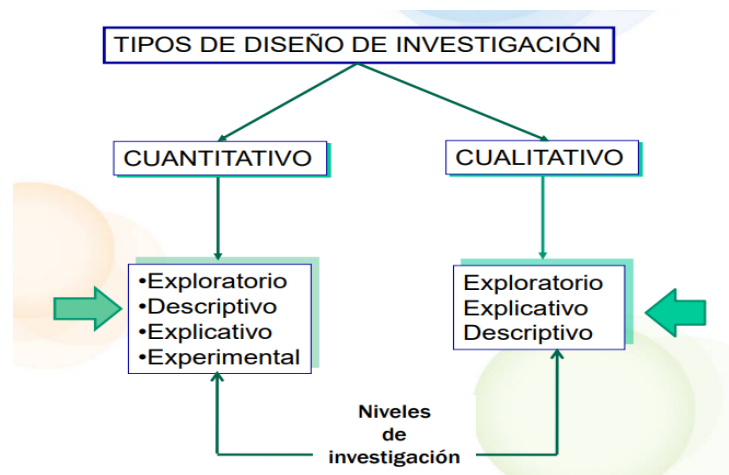 TIPOS DE DISEÑO DE INVESTIGACIÓN
CUANTITATIVO
CUALITATIVO
•Exploratorio
•Descriptivo
•Explicativo
•Experimental
Exploratorio
Explicativo
Descriptivo
Niveles
de
investigación